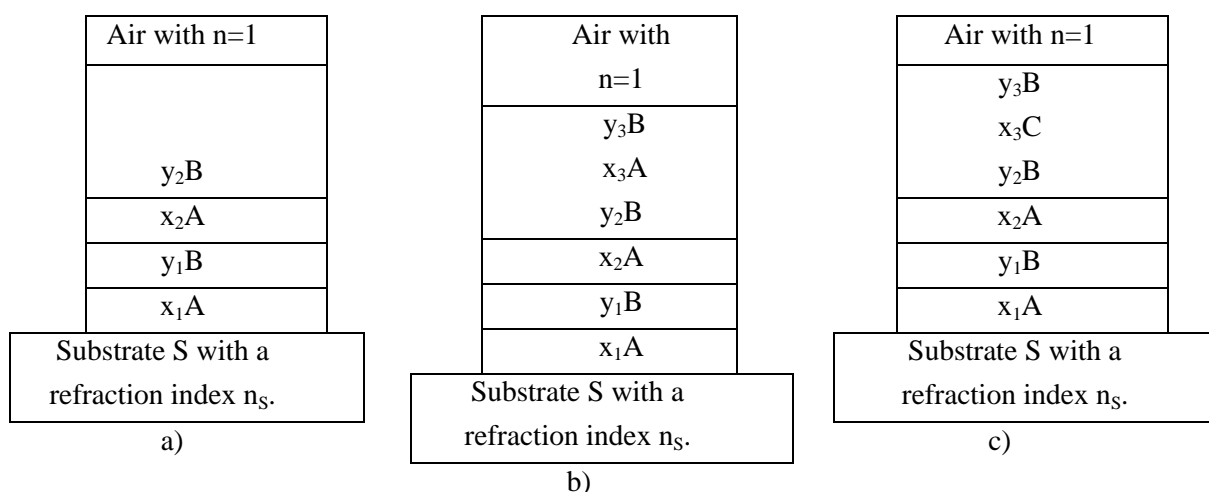 Air with n=1
y₂B
x₂A
y₁B
x₁A
Substrate S with a
refraction index nₛ.
a)
Air with
n=1
y₃B
x₃A
y₂B
x₂A
y₁B
x₁A
Substrate S with a
refraction index nₛ.
b)
Air with n=1
y₃B
x₃C
y₂B
x₂A
y₁B
x₁A
Substrate S with a
refraction index nₛ.
c)